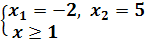 x₁ = −2, x₂ = 5
x ≥ 1